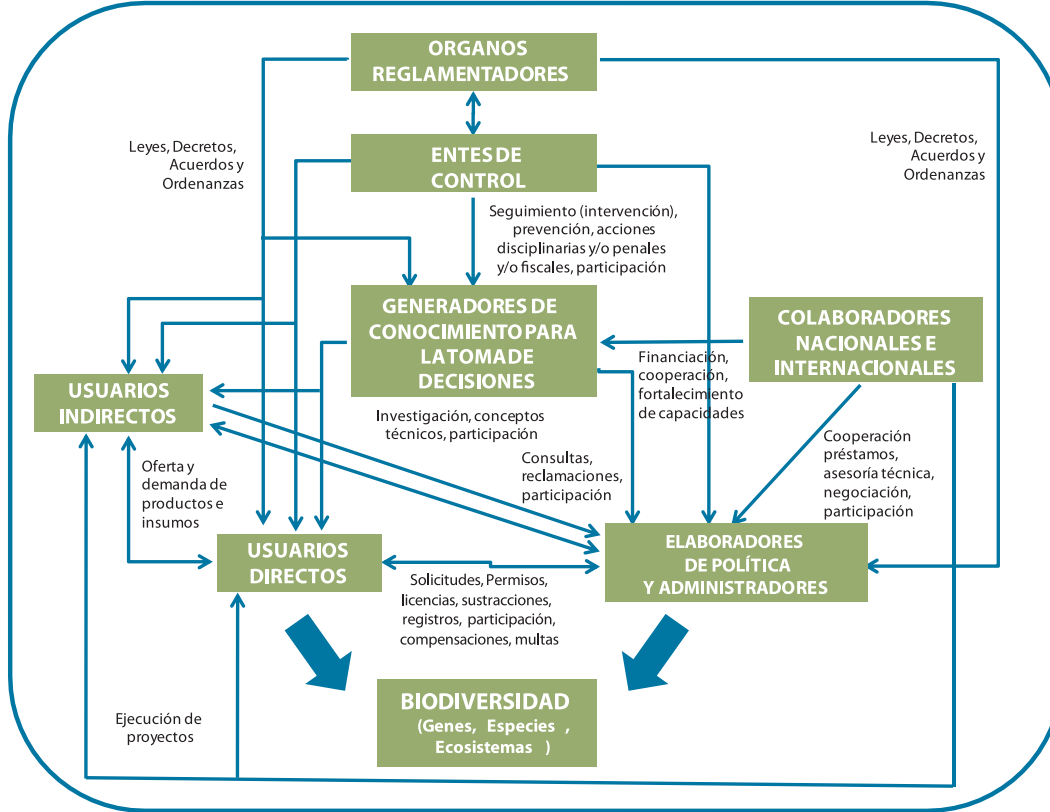 ORGANOS
REGLAMENTADORES
Leyes, Decretos,
Acuerdos y
Ordenanzas
Leyes, Decretos,
Acuerdos y
Ordenanzas
ENTES DE
CONTROL
Seguimiento (intervención),
prevención, acciones
disciplinarias y/o penales
y/o fiscales, participación
GENERADORES DE
CONOCIMIENTO PARA
LA TOMA DE
DECISIONES
COLABORADORES
NACIONALES E
INTERNACIONALES
Financiación,
cooperación,
fortalecimiento
de capacidades
USUARIOS
INDIRECTOS
Investigación, conceptos
técnicos, participación
Consultas,
reclamaciones,
participación
Cooperación
préstamos,
asesoría técnica,
negociación,
participación
Oferta y
demanda de
productos e
insumos
USUARIOS
DIRECTOS
ELABORADORES
DE POLÍTICA
Y ADMINISTRADORES
Solicitudes, Permisos,
licencias, sustracciones,
registros, participación,
compensaciones, multas
BIODIVERSIDAD
(Genes, Especies ,
Ecosistemas )
Ejecución de
proyectos